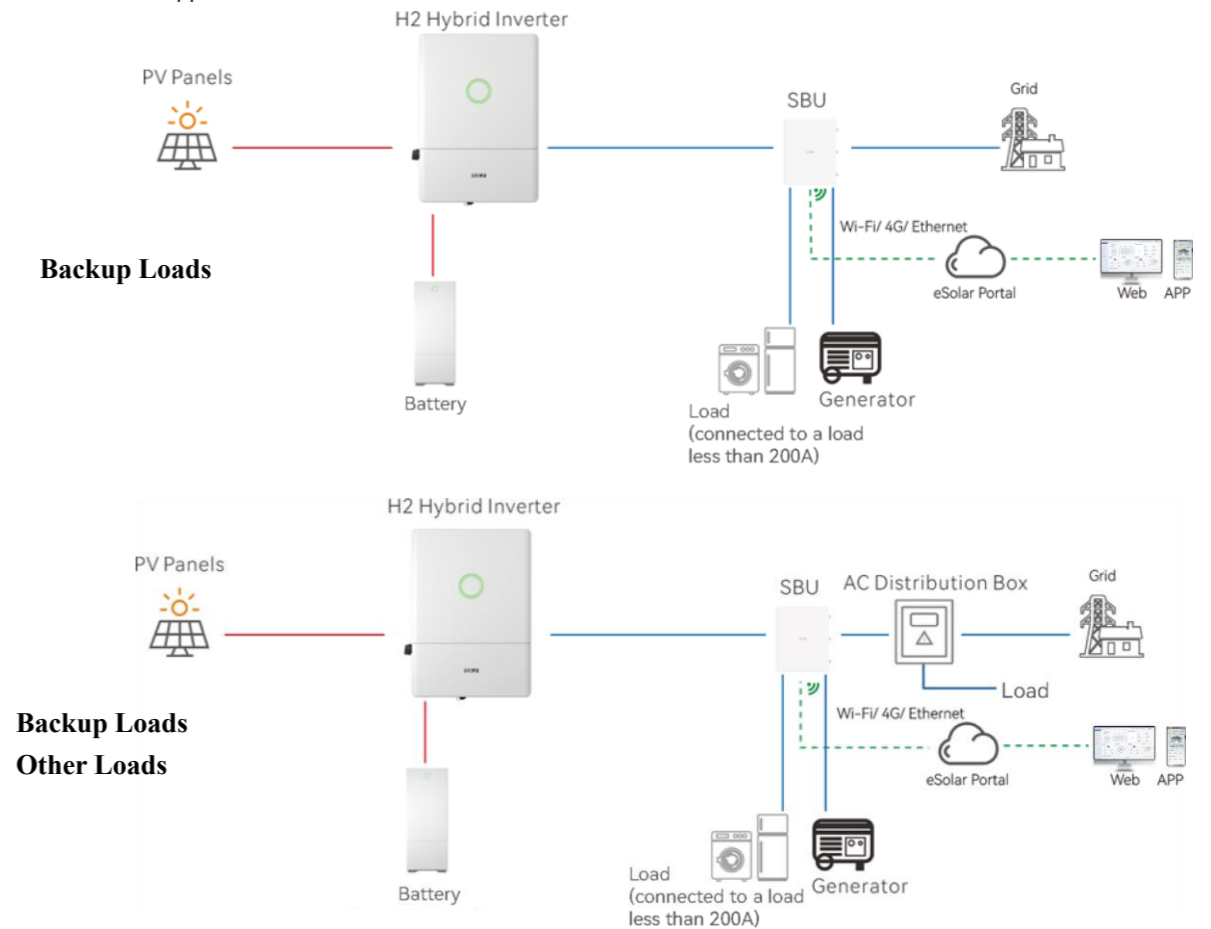 H2 Hybrid Inverter
PV Panels
SBU
Grid
Wi-Fi/ 4G/ Ethernet
Backup Loads
eSolar Portal
Web
APP
Battery
Generator
Load
(connected to a load
less than 200A)
H2 Hybrid Inverter
PV Panels
SBU
AC Distribution Box
Grid
Load
Wi-Fi/ 4G/ Ethernet
Backup Loads
Other Loads
eSolar Portal
Web
APP
Battery
Generator
Load
(connected to a load
less than 200A)